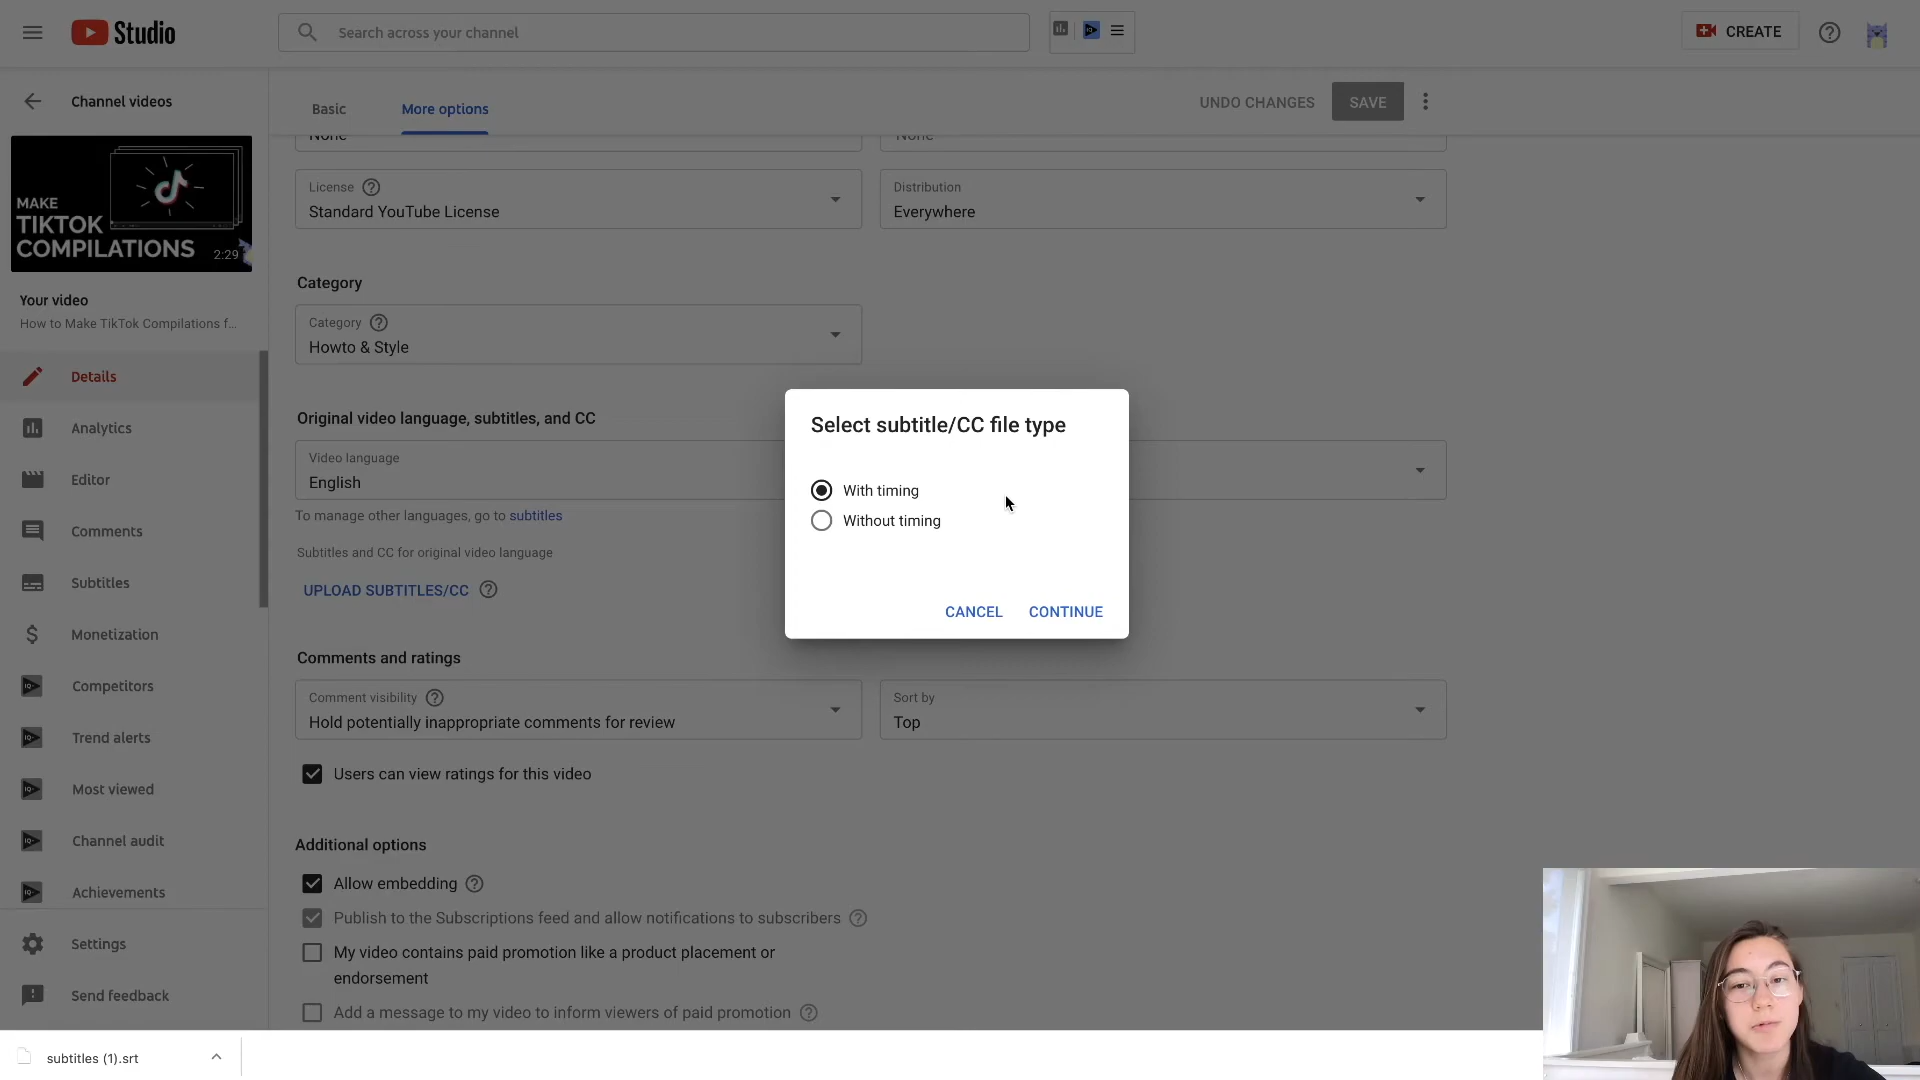 Studio
Search across your channel
CREATE
Channel videos
Basic
More options
UNDO CHANGES
SAVE
MAKE
TIKTOK
COMPILATIONS
2:29
Your video
How to Make TikTok Compilations f...
Details
Analytics
Editor
Comments
Subtitles
Monetization
Competitors
Trend alerts
Most viewed
Channel audit
Achievements
Settings
Send feedback
None
None
License
Standard YouTube License
Distribution
Everywhere
Category
Category
Howto & Style
Original video language, subtitles, and CC
Video language
English
To manage other languages, go to subtitles
Subtitles and CC for original video language
UPLOAD SUBTITLES/CC
Select subtitle/CC file type
With timing
Without timing
CANCEL
CONTINUE
Comments and ratings
Comment visibility
Hold potentially inappropriate comments for review
Sort by
Top
Users can view ratings for this video
Additional options
Allow embedding
Publish to the Subscriptions feed and allow notifications to subscribers
My video contains paid promotion like a product placement or
endorsement
Add a message to my video to inform viewers of paid promotion
subtitles (1).srt